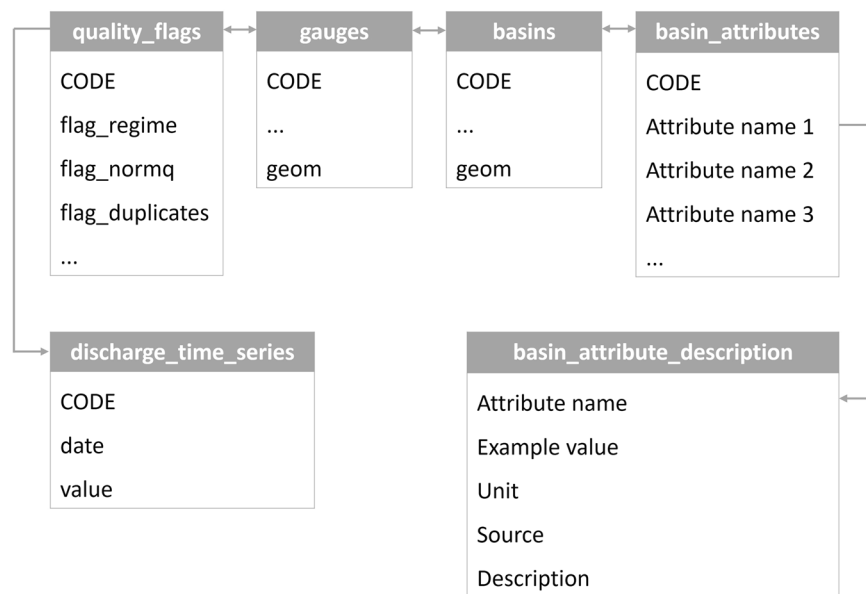 quality_flags
CODE
flag_regime
flag_normq
flag_duplicates
...
gauges
CODE
...
geom
basins
CODE
...
geom
basin_attributes
CODE
Attribute name 1
Attribute name 2
Attribute name 3
...
discharge_time_series
CODE
date
value
basin_attribute_description
Attribute name
Example value
Unit
Source
Description